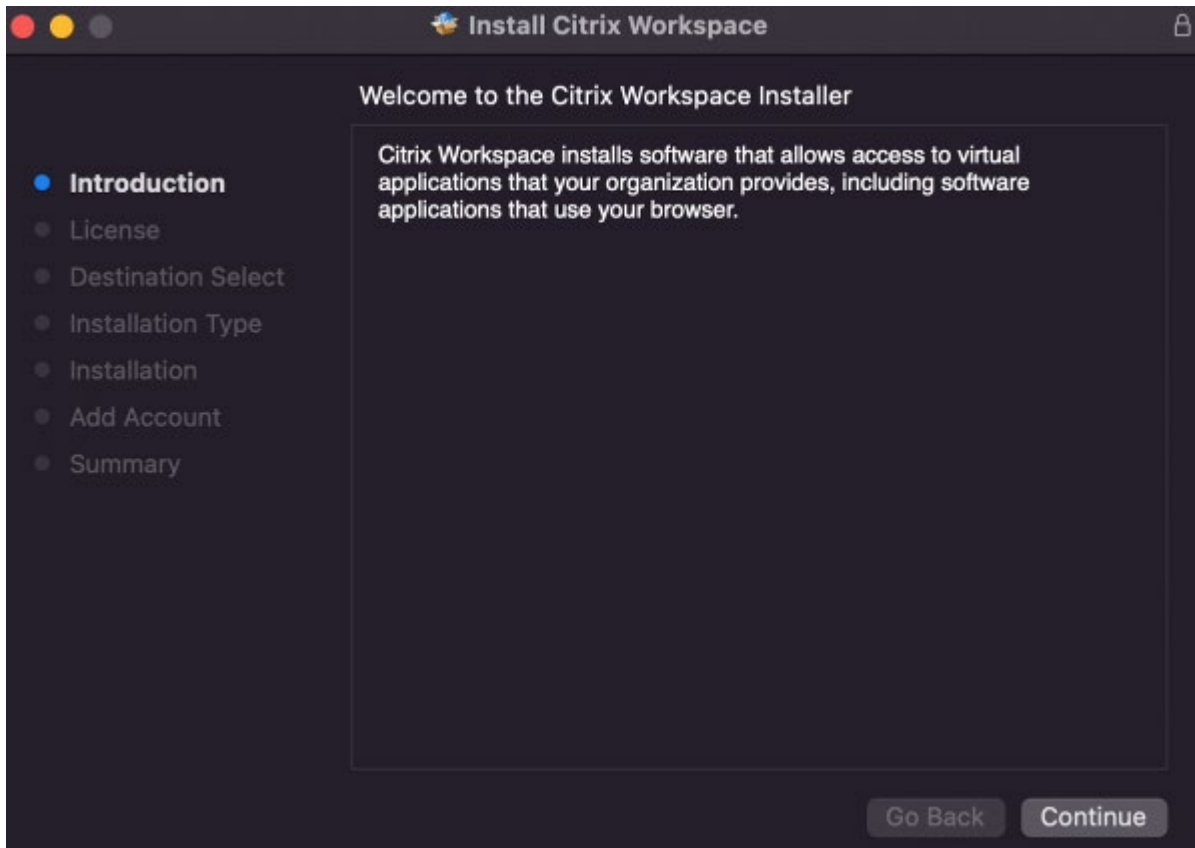 Install Citrix Workspace
Welcome to the Citrix Workspace Installer
Introduction
License
Destination Select
Installation Type
Installation
Add Account
Summary
Citrix Workspace installs software that allows access to virtual
applications that your organization provides, including software
applications that use your browser.
Go Back
Continue